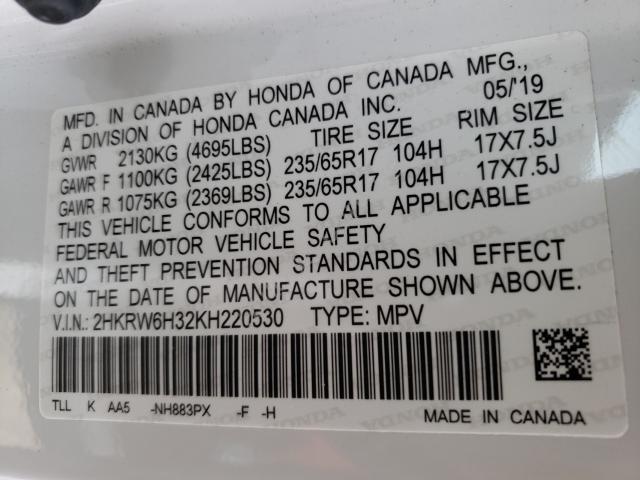 MFD. IN CANADA BY HONDA OF CANADA MFG.,
A DIVISION OF HONDA CANADA INC. 05/'19
GVWR 2130KG (4695LBS) TIRE SIZE RIM SIZE
GAWR F 1100KG (2425LBS) 235/65R17 104H 17X7.5J
GAWR R 1075KG (2369LBS) 235/65R17 104H 17X7.5J
THIS VEHICLE CONFORMS TO ALL APPLICABLE
FEDERAL MOTOR VEHICLE SAFETY
AND THEFT PREVENTION STANDARDS IN EFFECT
ON THE DATE OF MANUFACTURE SHOWN ABOVE.
V.I.N.: 2HKRW6H32KH220530 TYPE: MPV
TLL K AA5 -NH883PX -F -H
MADE IN CANADA